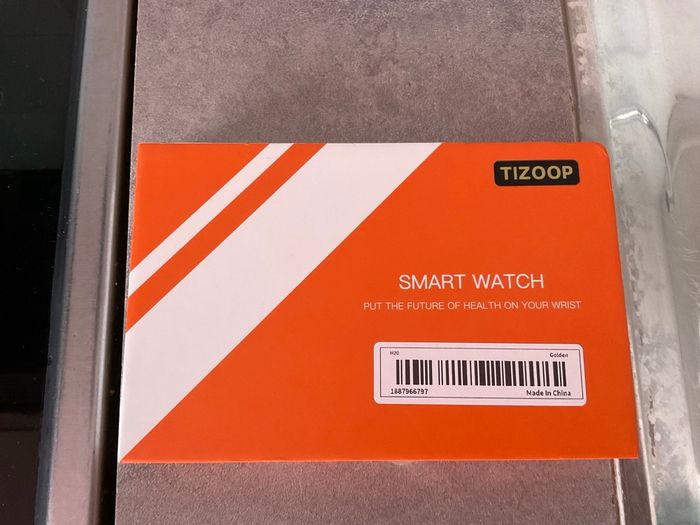 TIZOOP
SMART WATCH
PUT THE FUTURE OF HEALTH ON YOUR WRIST
H20 Golden
1887966797 Made In China